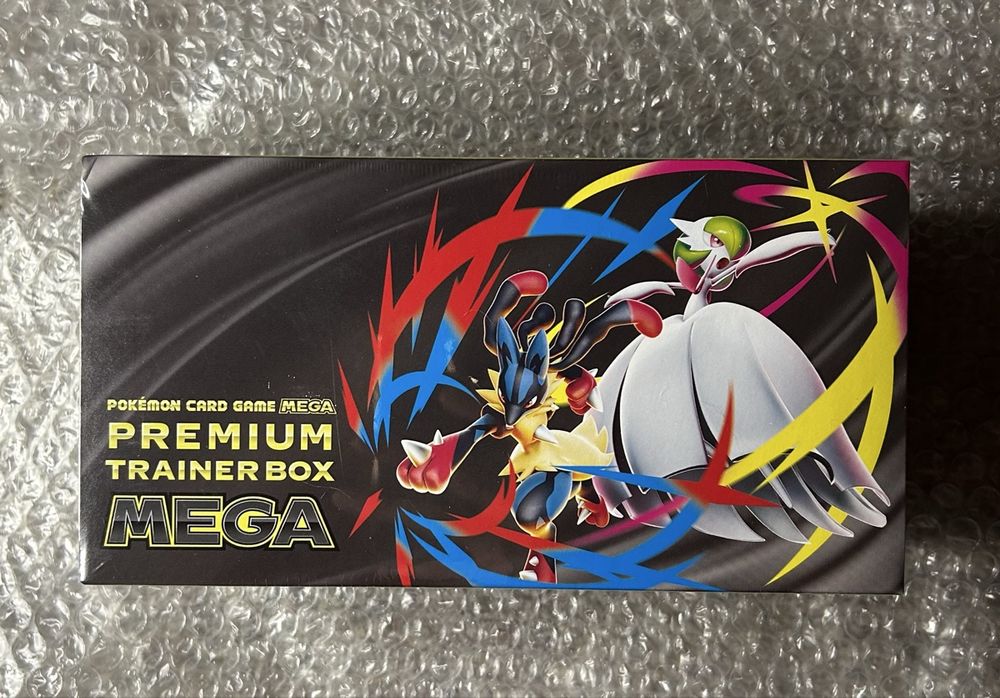 POKÉMON CARD GAME MEGA
PREMIUM
TRAINER BOX
MEGA